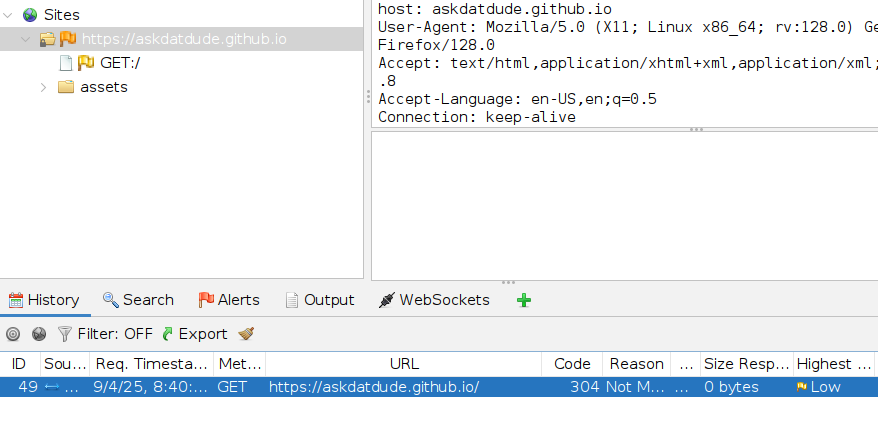 Sites
https://askdatdude.github.io
GET:/
assets
host: askdatdude.github.io
User-Agent: Mozilla/5.0 (X11; Linux x86_64; rv:128.0) Ge
Firefox/128.0
Accept: text/html,application/xhtml+xml,application/xml;
.8
Accept-Language: en-US,en;q=0.5
Connection: keep-alive
History Search Alerts Output WebSockets
Filter: OFF Export
ID Sou... Req. Timesta... Met... URL Code Reason ... Size Resp... Highest ...
49 ... 9/4/25, 8:40:... GET https://askdatdude.github.io/ 304 Not M... ... 0 bytes Low